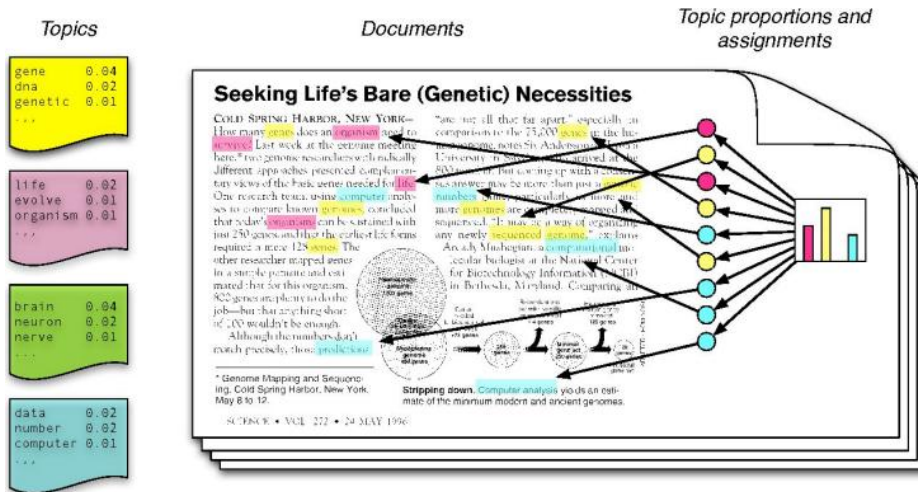 Topics
gene 0.04
dna 0.02
genetic 0.01
...
life 0.02
evolve 0.01
organism 0.01
...
brain 0.04
neuron 0.02
nerve 0.01
...
data 0.02
number 0.02
computer 0.01
...
Documents
Topic proportions and
assignments
Seeking Life's Bare (Genetic) Necessities
COLD SPRING HARBOR, NEW YORK—
How many genes does an organism need to
survive? Last week at the genome meeting
here,* two genome researchers with radically
different approaches presented complemen-
tary views of the basic genes needed for life.
One research team, using computer analy-
ses to compare known genomes, concluded
that today's organisms can be sustained with
just 250 genes, and that the earliest life forms
required a mere 128 genes. The
other researcher mapped genes
in a simple parasite and esti-
mated that for this organism,
800 genes are plenty to do the
job—but that anything short
of 100 wouldn't be enough.
Although the numbers don't
match precisely, those predictions
* Genome Mapping and Sequenc-
ing, Cold Spring Harbor, New York,
May 8 to 12.
"are not all that far apart," especially in
comparison to the 75,000 genes in the hu-
man genome, notes Siv Andersson
University in
800 number. But coming up with a consen-
sus answer may be more than just a genetic
numbers particularly more and
more genomes are completely mapped and
sequenced. "It may be a way of organizing
any newly sequenced genome," explains
Arcady Mushegian, a computational mo-
lecular biologist at the National Center
for Biotechnology Information (NCBI)
in Bethesda, Maryland. Comparing an
Stripping down. Computer analysis yields an esti-
mate of the minimum modern and ancient genomes.
SCIENCE • VOL. 272 • 24 MAY 1996